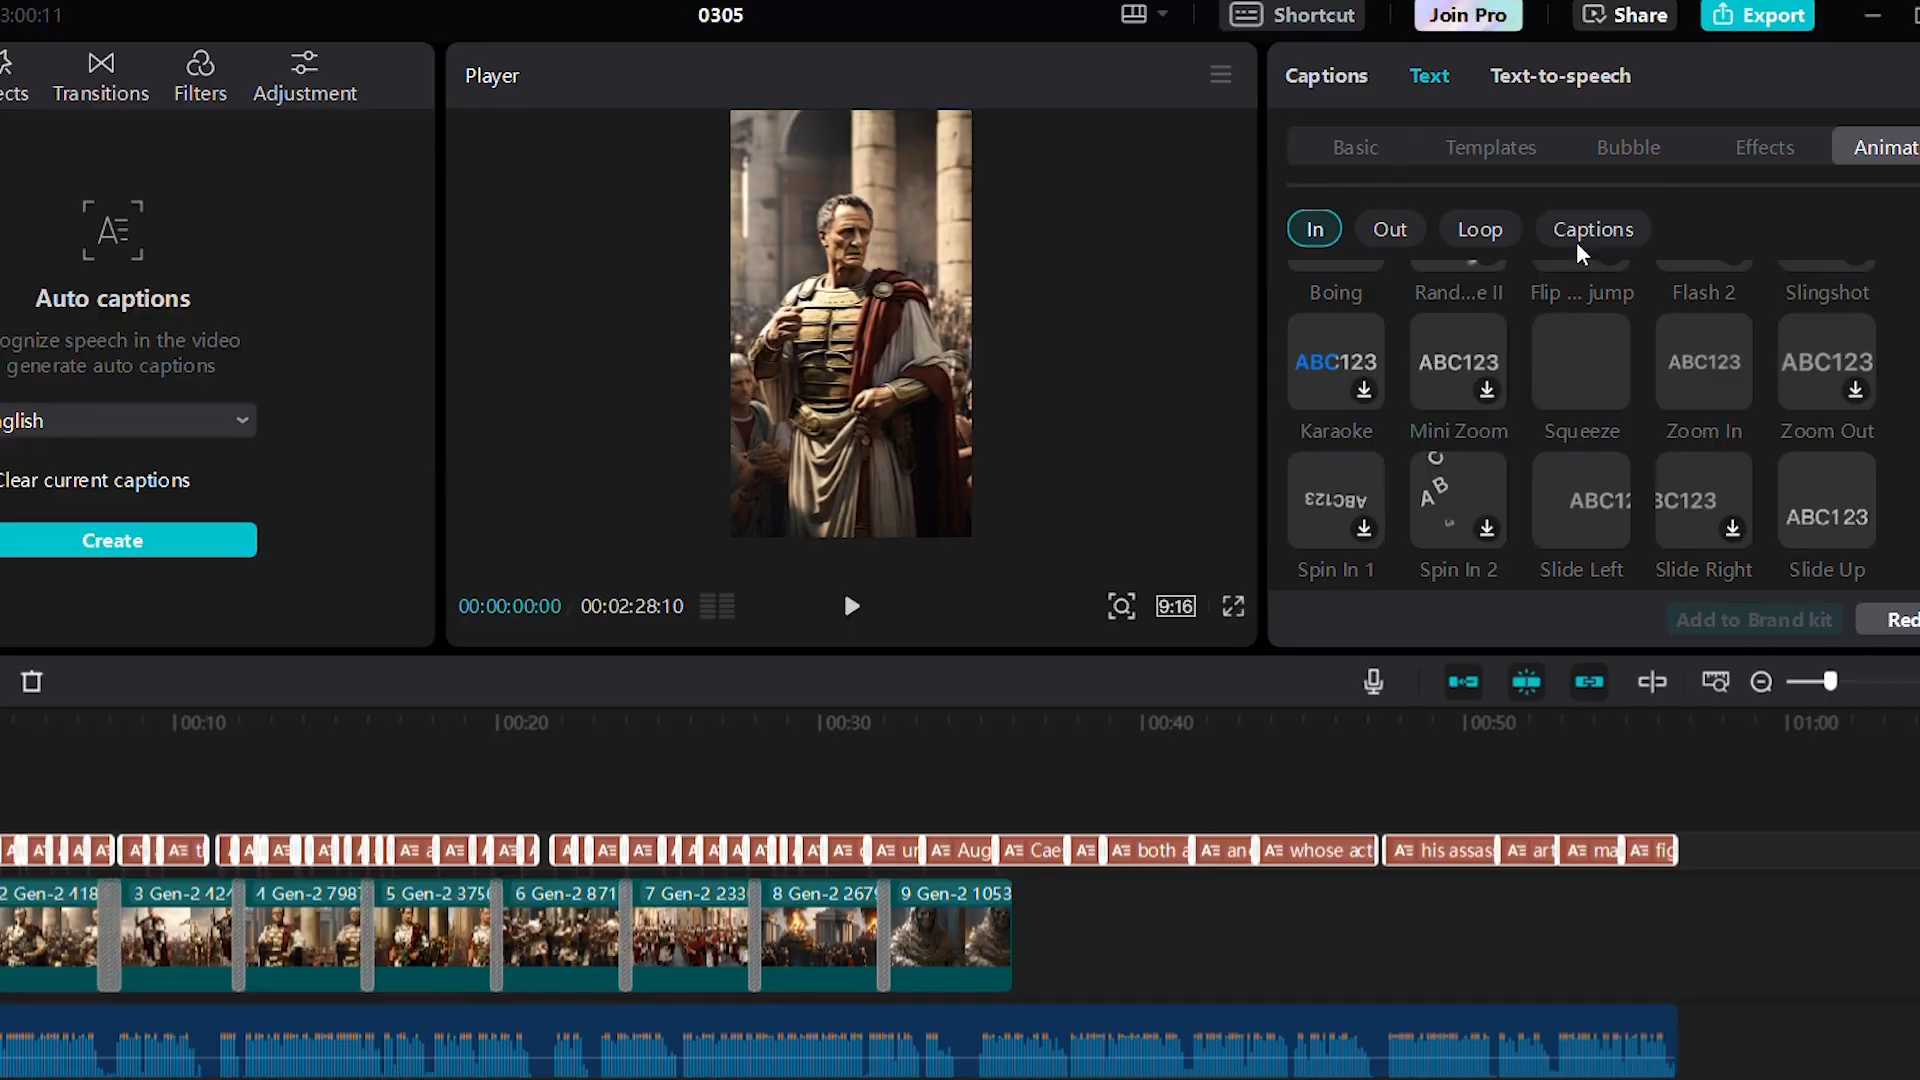 3:00:11
0305
Shortcut
Join Pro
Share
Export
ects
Transitions
Filters
Adjustment
Player
Captions
Text
Text-to-speech
Basic
Templates
Bubble
Effects
Animat
In
Out
Loop
Captions
Auto captions
ognize speech in the video
generate auto captions
glish
Clear current captions
Create
Boing
Rand...e II
Flip ... jump
Flash 2
Slingshot
ABC123
ABC123
ABC123
ABC123
Karaoke
Mini Zoom
Squeeze
Zoom In
Zoom Out
ABC123
A B C
ABC12
BC123
ABC123
Spin In 1
Spin In 2
Slide Left
Slide Right
Slide Up
00:00:00:00
00:02:28:10
9:16
Add to Brand kit
Red
00:10
00:20
00:30
00:40
00:50
01:00
ur
Aug
Cae
both a
an
whose act
his assas
art
ma
fig
2 Gen-2 418
3 Gen-2 424
4 Gen-2 798
5 Gen-2 375
6 Gen-2 871
7 Gen-2 233
8 Gen-2 267
9 Gen-2 1053